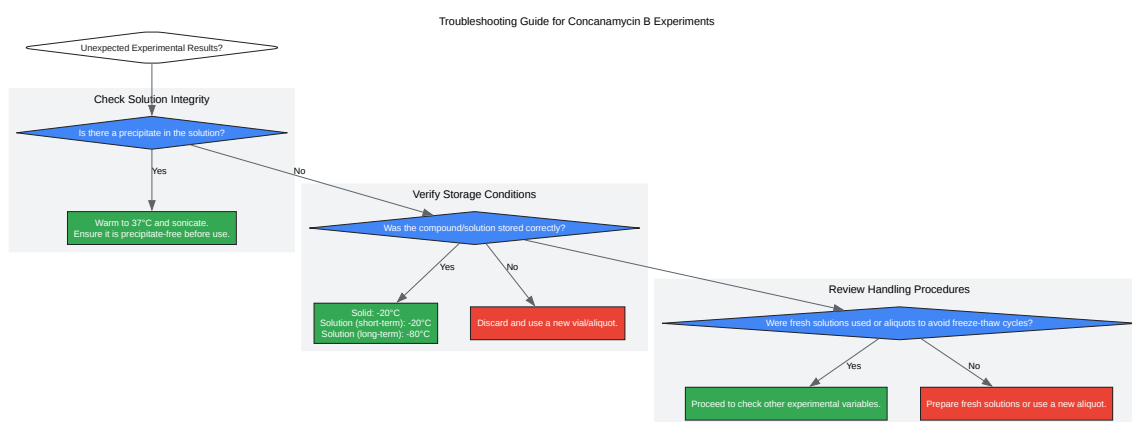 Troubleshooting Guide for Concanamycin B Experiments
Unexpected Experimental Results?
Check Solution Integrity
Is there a precipitate in the solution?
Yes
No
Warm to 37°C and sonicate.
Ensure it is precipitate-free before use.
Verify Storage Conditions
Was the compound/solution stored correctly?
Yes
No
Solid: -20°C
Solution (short-term): -20°C
Solution (long-term): -80°C
Discard and use a new vial/aliquot.
Review Handling Procedures
Were fresh solutions used or aliquots to avoid freeze-thaw cycles?
Yes
No
Proceed to check other experimental variables.
Prepare fresh solutions or use a new aliquot.